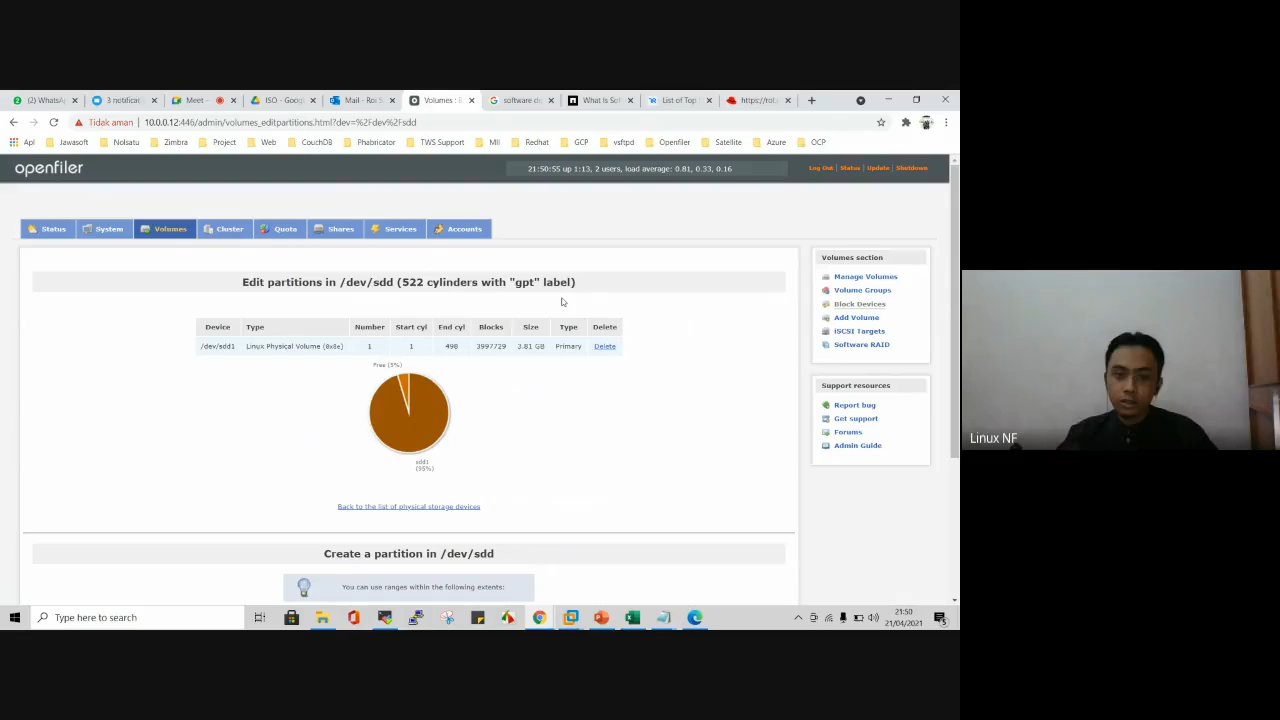 (2) WhatsA
3 notificat
Meet -
ISO - Googl
Mail - Roi S
Volumes : E
software de
What Is Sof
List of Top
https://rol.
Tidak aman
10.0.0.12:446/admin/volumes_editpartitions.html?dev=%2Fdev%2Fsdd
Apl
Jawasoft
Nolsatu
Zimbra
Project
Web
CouchDB
Phabricator
TWS Support
MII
Redhat
GCP
vsftpd
Openfiler
Satellite
Azure
OCP
openfiler
21:50:55 up 1:13, 2 users, load average: 0.81, 0.33, 0.16
Log Out | Status | Update | Shutdown
Status
System
Volumes
Cluster
Quota
Shares
Services
Accounts
Edit partitions in /dev/sdd (522 cylinders with "gpt" label)
Device Type Number Start cyl End cyl Blocks Size Type Delete
/dev/sdd1 Linux Physical Volume (0x8e) 1 1 498 3997729 3.81 GB Primary Delete
Free (5%)
sdd1
(95%)
Back to the list of physical storage devices
Create a partition in /dev/sdd
You can use ranges within the following extents:
Volumes section
Manage Volumes
Volume Groups
Block Devices
Add Volume
iSCSI Targets
Software RAID
Support resources
Report bug
Get support
Forums
Admin Guide
Linux NF
Type here to search
21:50
21/04/2021